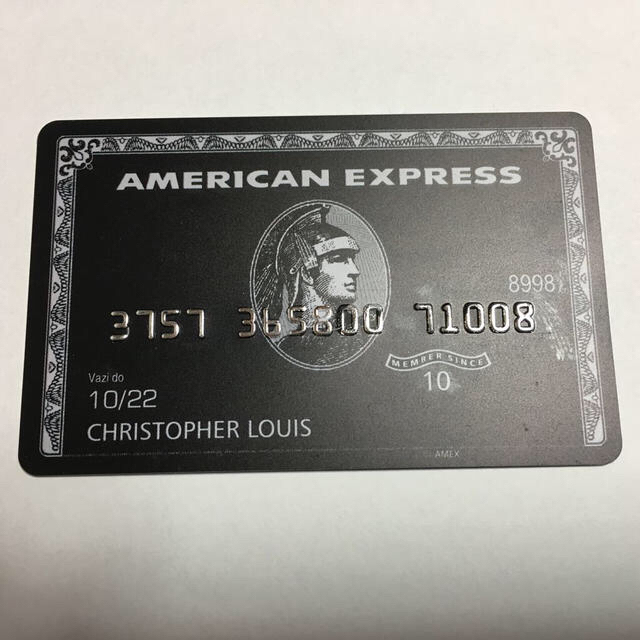 AMERICAN EXPRESS
8998
3757 365800 71008
MEMBER SINCE
10
Vazi do
10/22
CHRISTOPHER LOUIS
AMEX